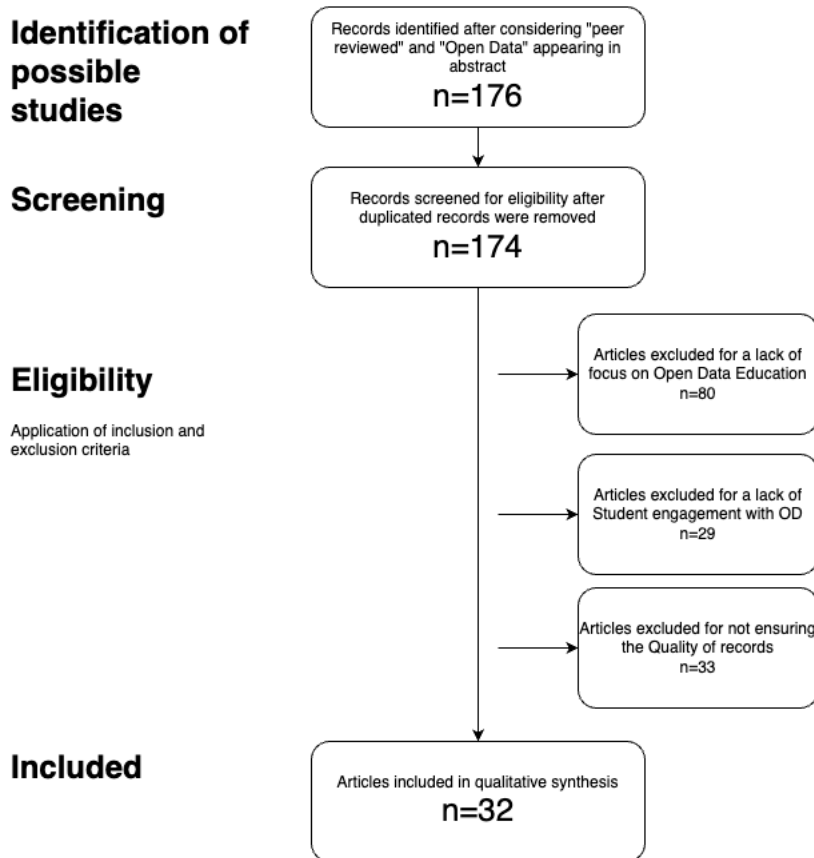 Identification of
possible
studies
Records identified after considering "peer
reviewed" and "Open Data" appearing in
abstract
n=176
Screening
Records screened for eligibility after
duplicated records were removed
n=174
Eligibility
Application of inclusion and
exclusion criteria
Articles excluded for a lack of
focus on Open Data Education
n=80
Articles excluded for a lack of
Student engagement with OD
n=29
Articles excluded for not ensuring
the Quality of records
n=33
Included
Articles included in qualitative synthesis
n=32